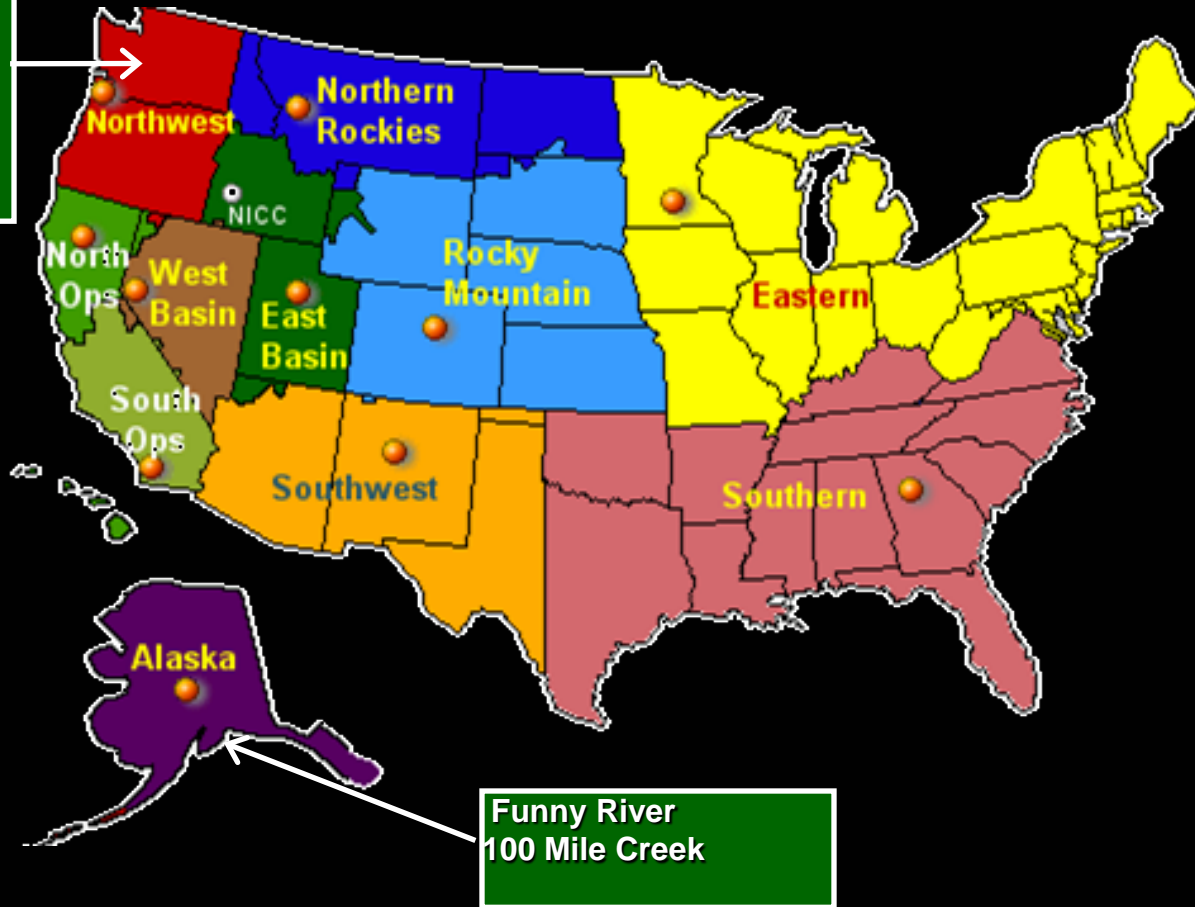 Northern
Rockies
Northwest
NICC
North
Ops
West
Basin
East
Basin
Rocky
Mountain
Eastern
South
Ops
Southwest
Southern
Alaska
Funny River
100 Mile Creek